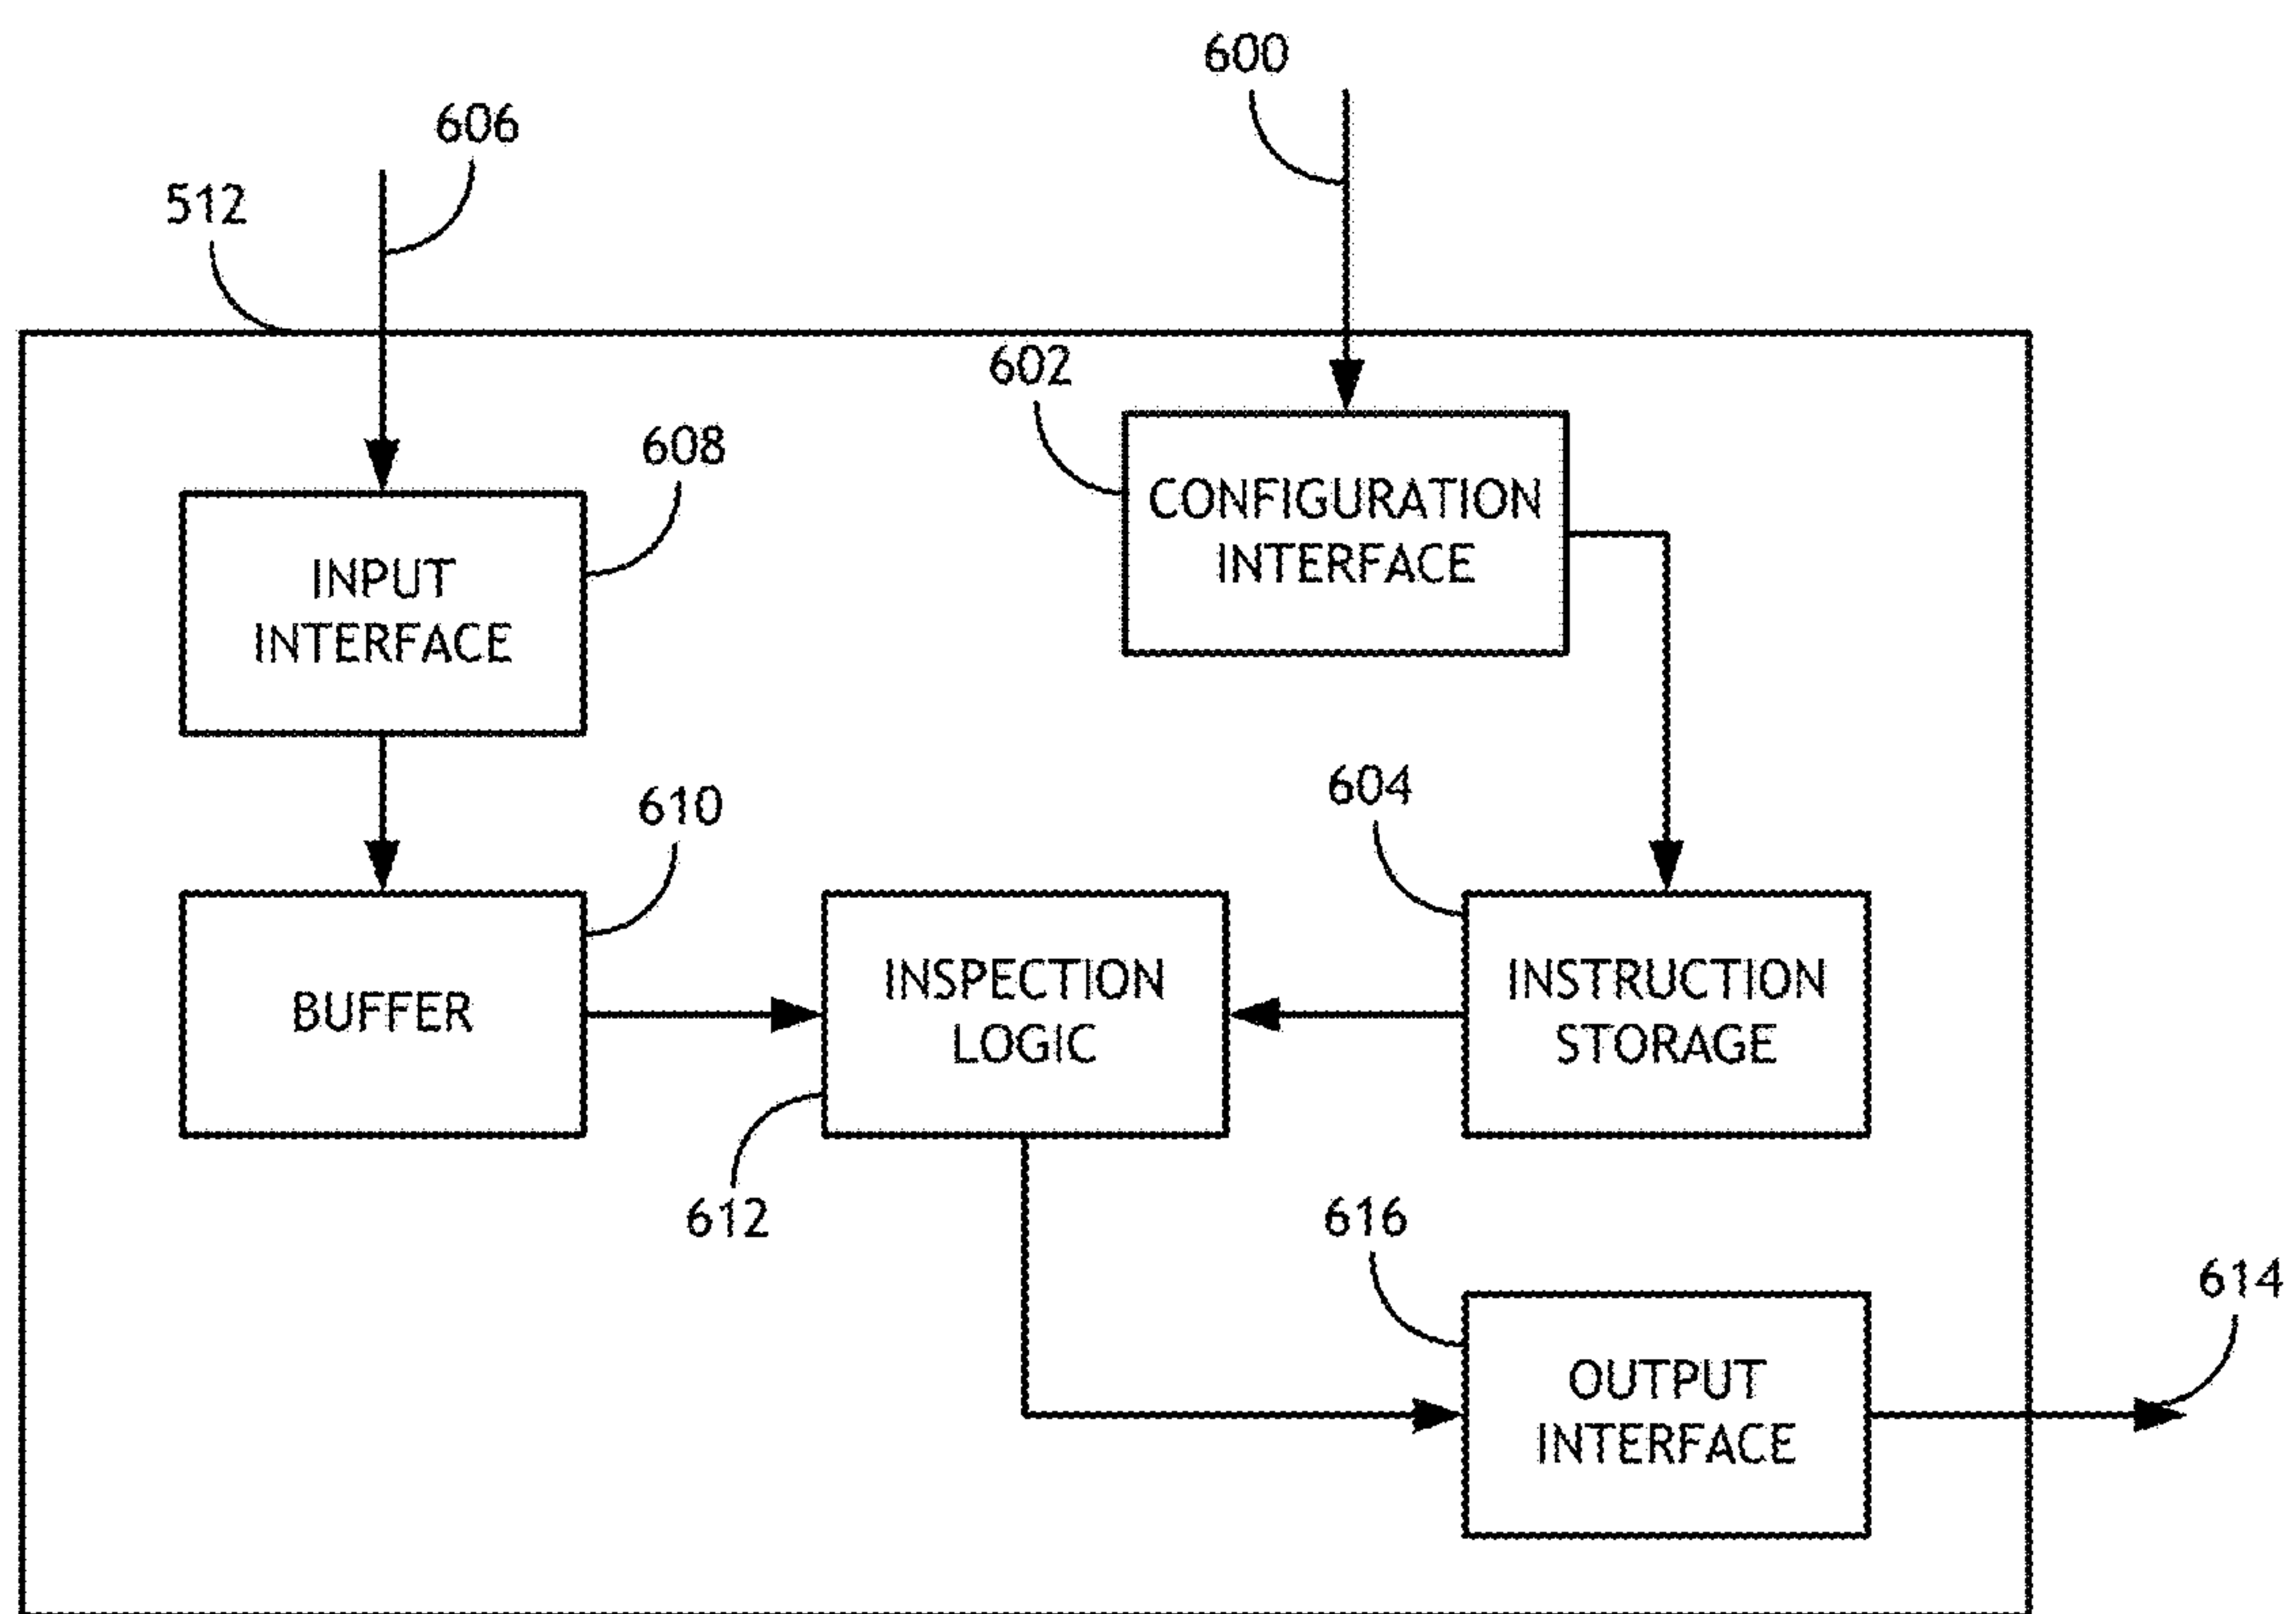 600
606
512
602
608
CONFIGURATION
INTERFACE
INPUT
INTERFACE
604
610
BUFFER
INSPECTION
LOGIC
INSTRUCTION
STORAGE
612
616
614
OUTPUT
INTERFACE